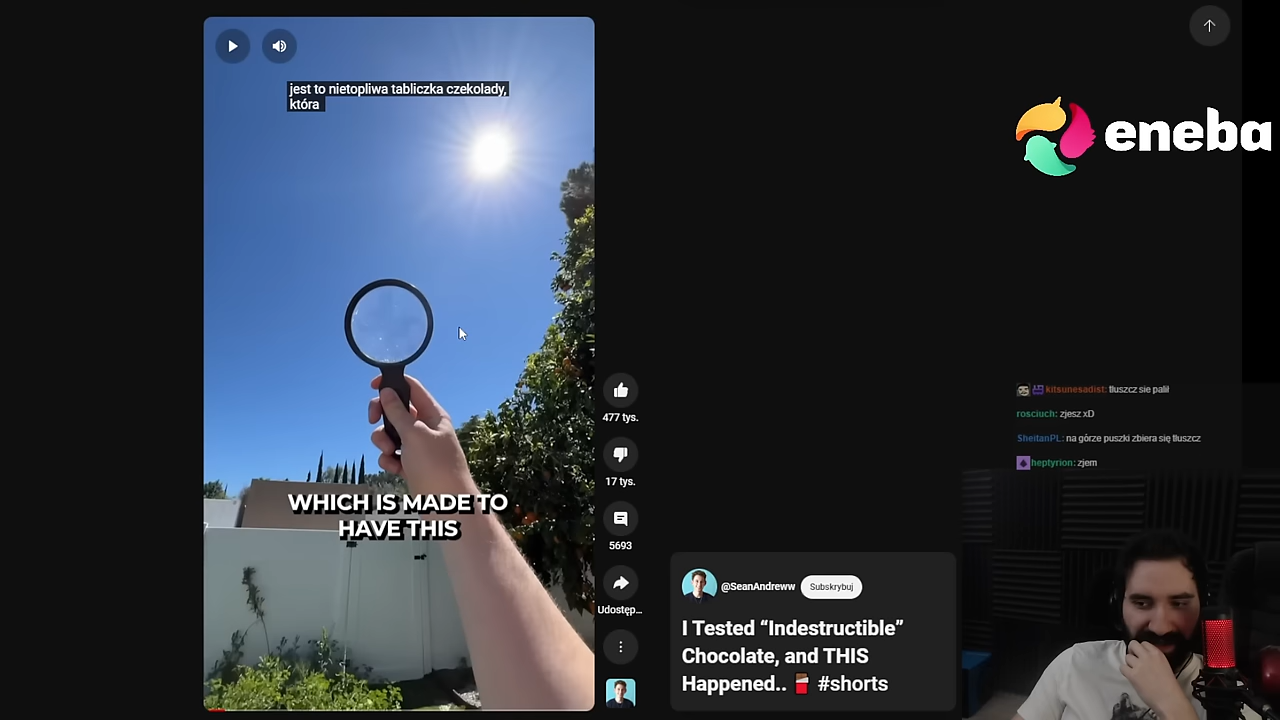 jest to nietopliwa tabliczka czekolady,
która
WHICH IS MADE TO
HAVE THIS
477 tys.
17 tys.
5693
Udostęp...
@SeanAndreww
Subskrybuj
I Tested “Indestructible”
Chocolate, and THIS
Happened.. 🍫 #shorts
eneba
kitsunesadist: tłuszcz sie palił
rosciuch: zjesz xD
SheitanPL: na górze puszki zbiera się tłuszcz
heptyrion: zjem